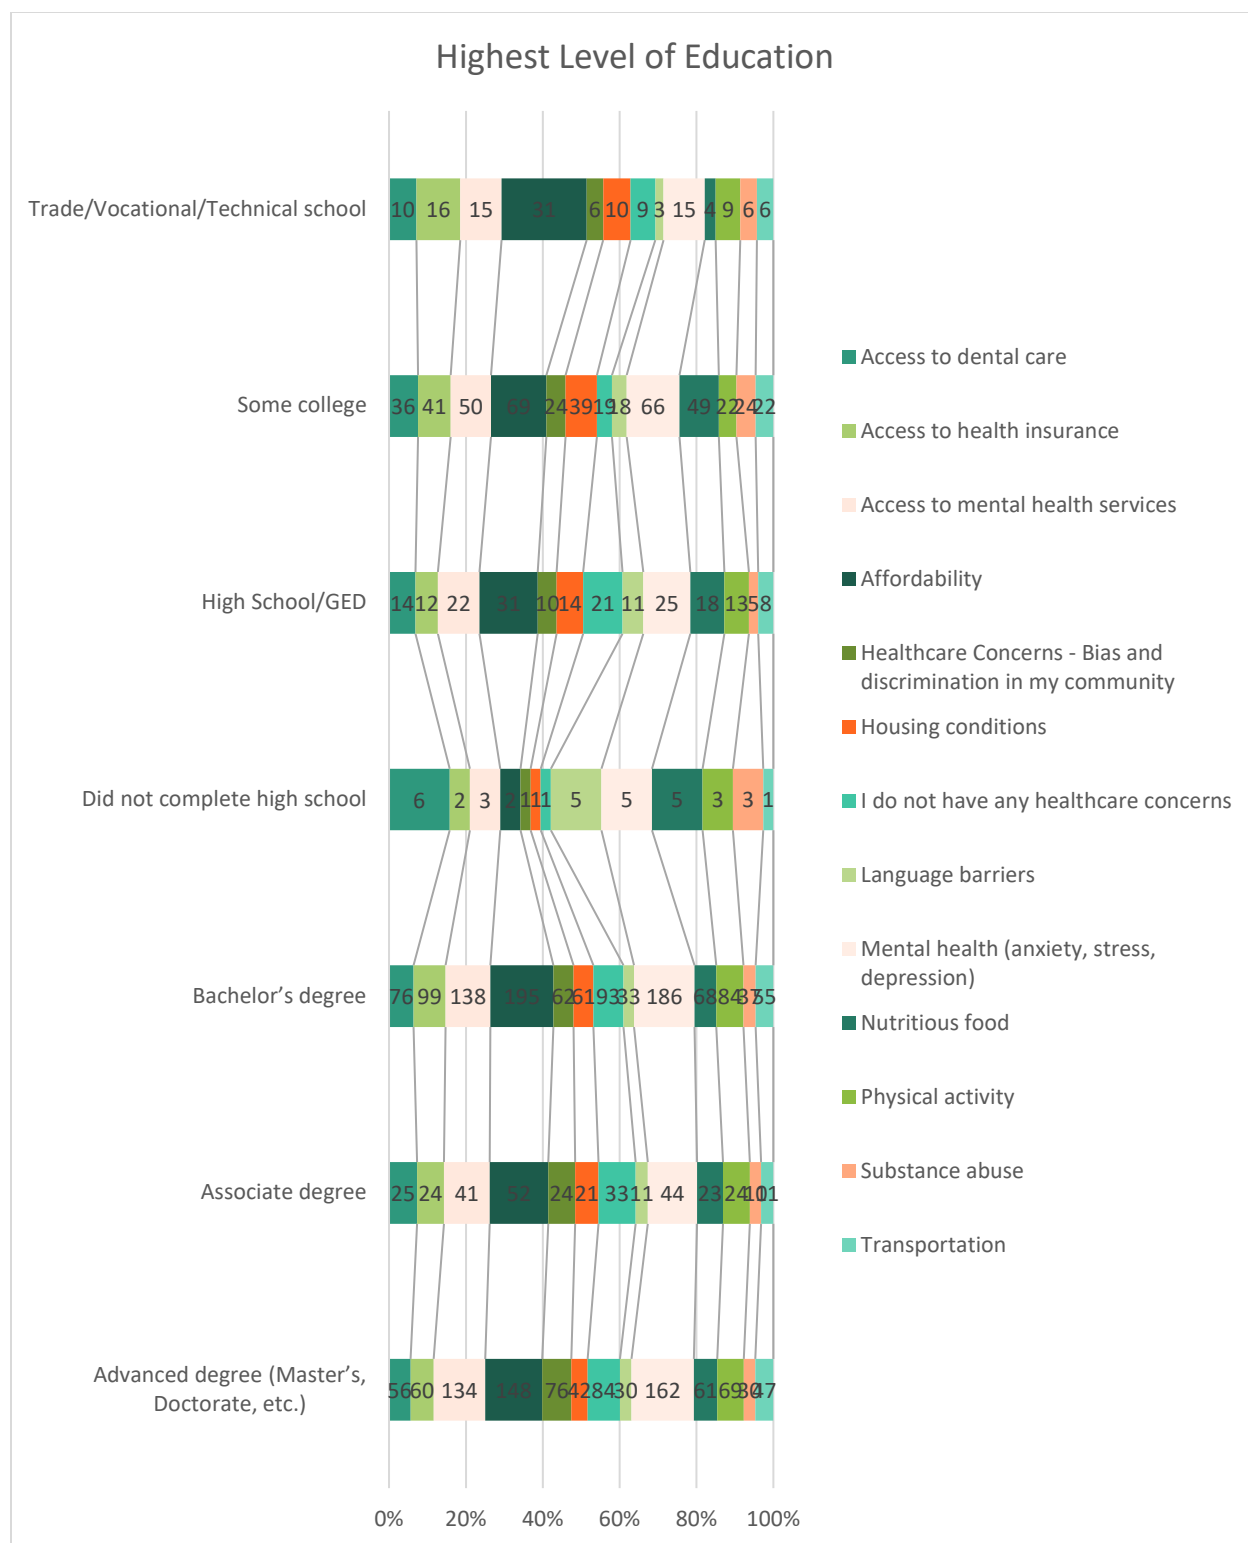 Highest Level of Education
Trade/Vocational/Technical school
10 16 15 31 6 10 9 3 15 4 9 6 6
Some college
36 41 50 69 24 39 19 18 66 49 22 24 22
High School/GED
14 12 22 31 10 14 21 11 25 18 13 5 8
Did not complete high school
6 2 3 2 1 1 1 5 5 5 3 3 1
Bachelor’s degree
76 99 138 195 62 61 93 33 186 68 84 37 55
Associate degree
25 24 41 52 24 21 33 11 44 23 24 10 11
Advanced degree (Master’s,
Doctorate, etc.)
56 60 134 148 76 42 84 30 162 61 69 30 47
0% 20% 40% 60% 80% 100%
Access to dental care
Access to health insurance
Access to mental health services
Affordability
Healthcare Concerns - Bias and
discrimination in my community
Housing conditions
I do not have any healthcare concerns
Language barriers
Mental health (anxiety, stress,
depression)
Nutritious food
Physical activity
Substance abuse
Transportation